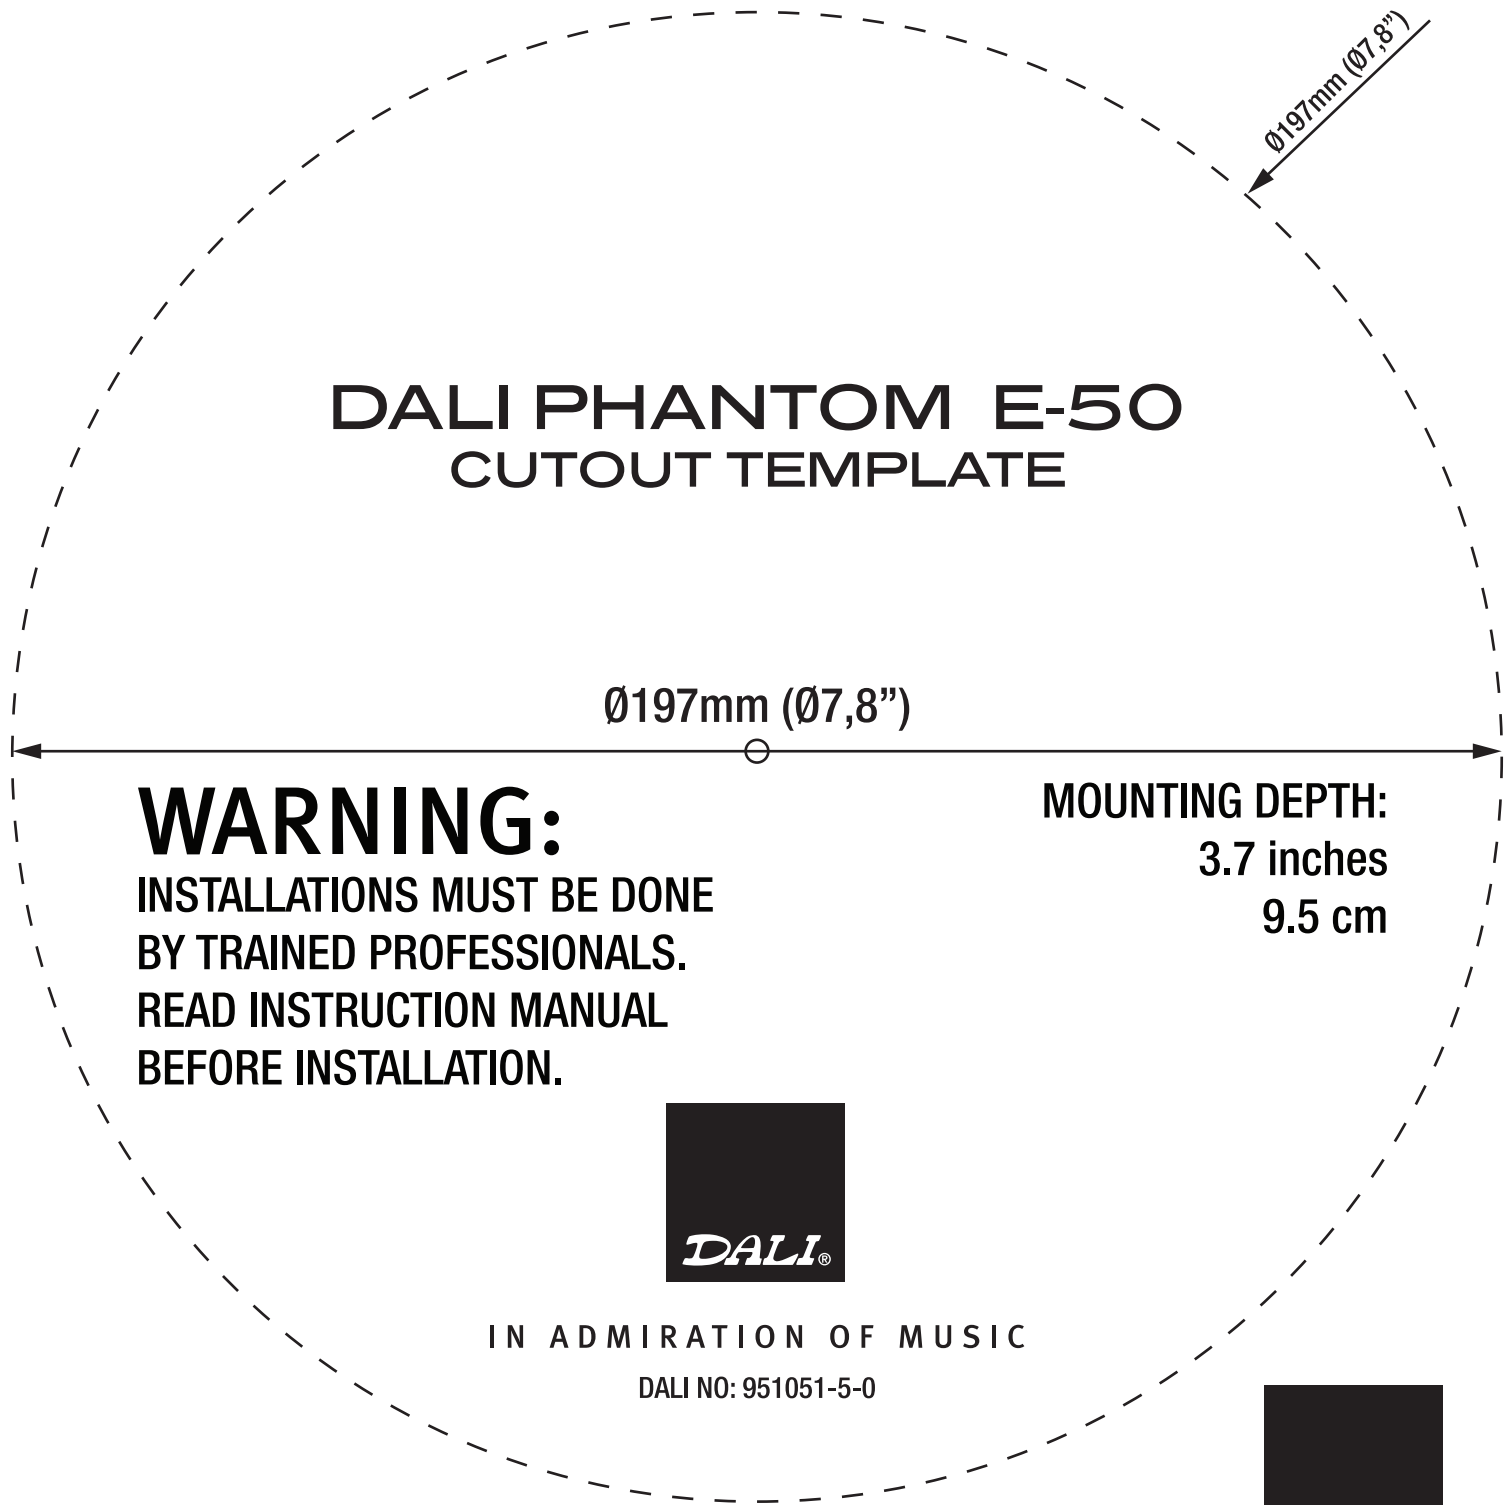 Ø197mm (Ø7,8”)
DALI PHANTOM E-50
CUTOUT TEMPLATE
Ø197mm (Ø7,8”)
WARNING:
INSTALLATIONS MUST BE DONE
BY TRAINED PROFESSIONALS.
READ INSTRUCTION MANUAL
BEFORE INSTALLATION.
MOUNTING DEPTH:
3.7 inches
9.5 cm
DALI®
IN ADMIRATION OF MUSIC
DALI NO: 951051-5-0